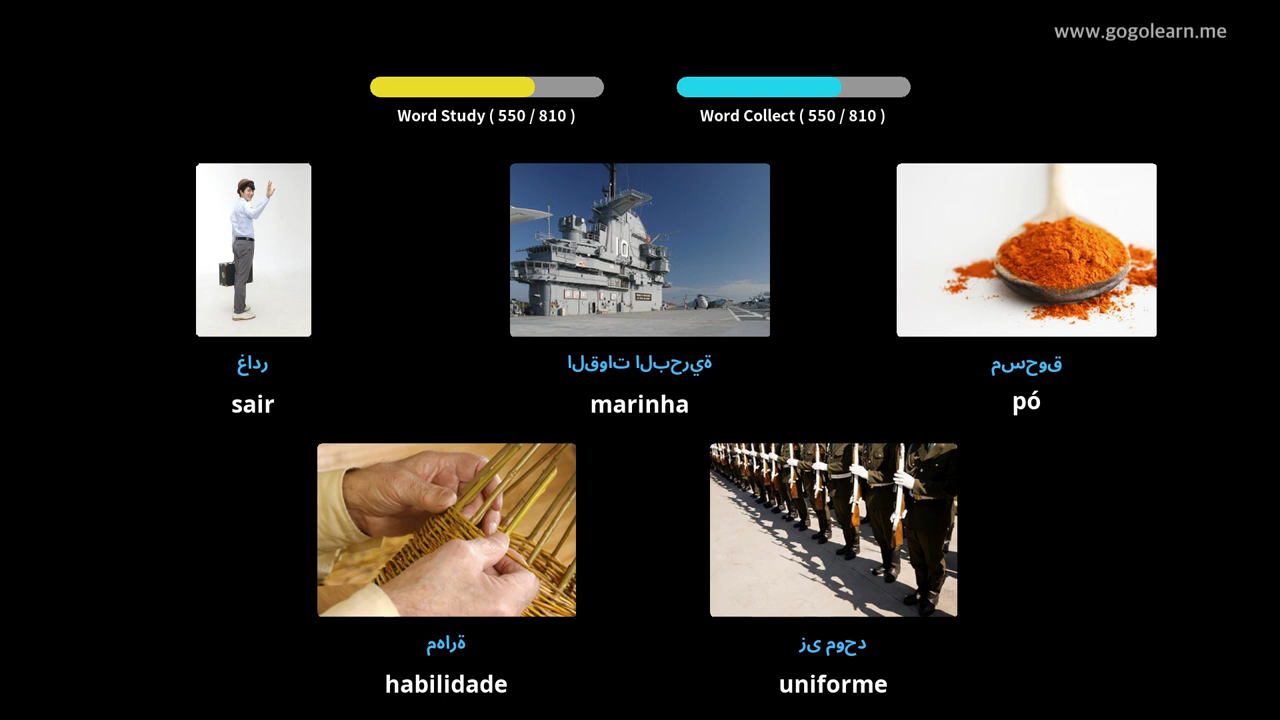 www.gogolearn.me
Word Study ( 550 / 810 )
Word Collect ( 550 / 810 )
غادر
القوات البحرية
مسحوق
sair
marinha
pó
مهارة
زى موحد
habilidade
uniforme